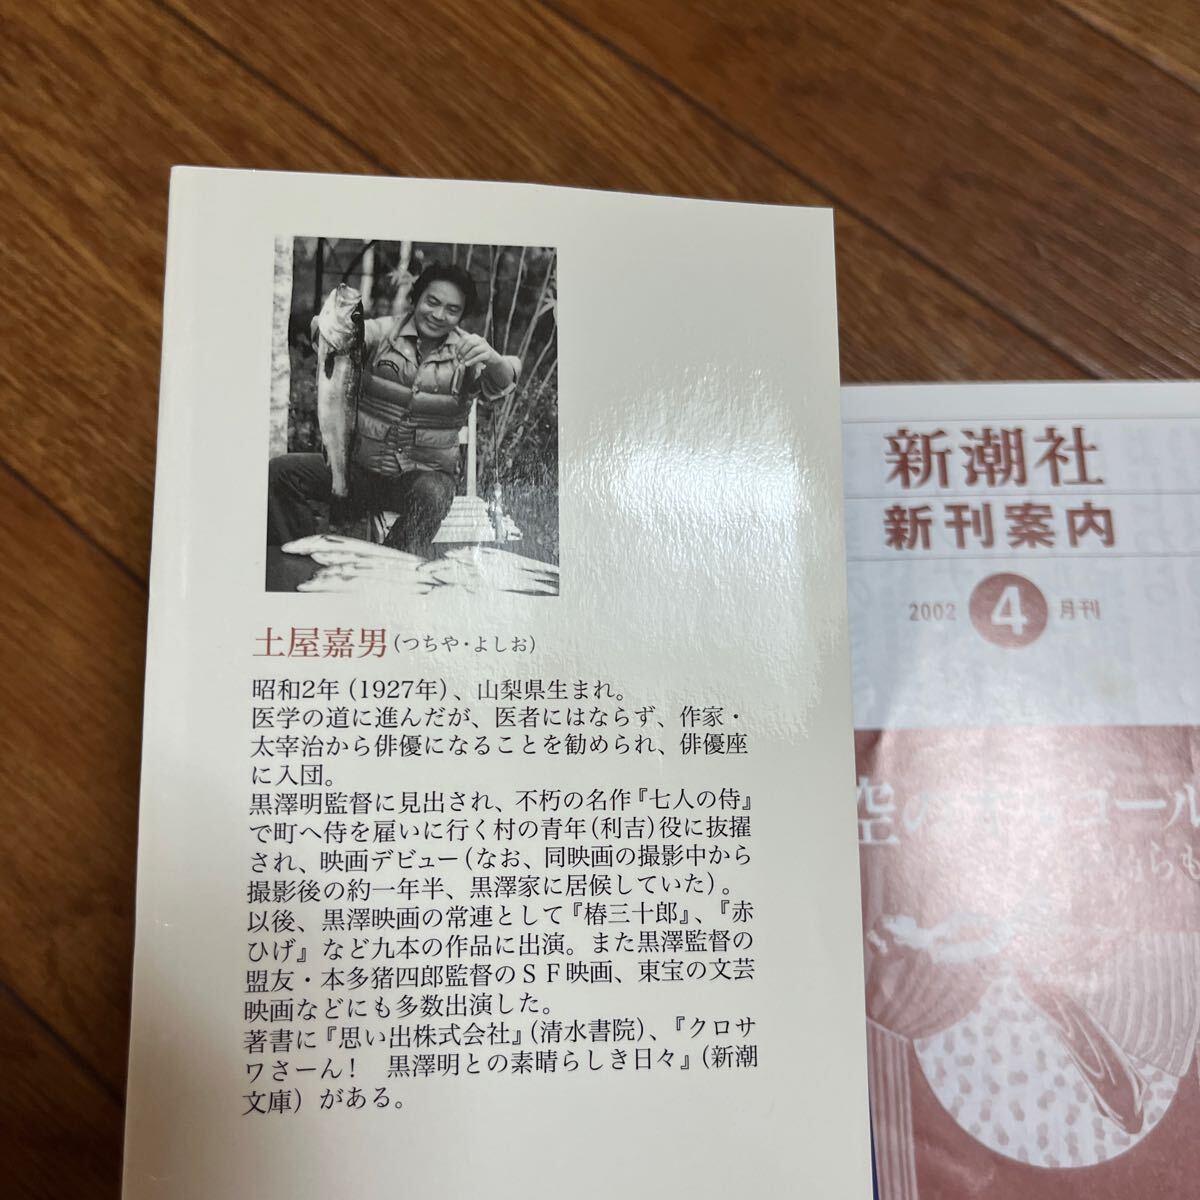 土屋嘉男(つちや・よしお)
昭和2年(1927年)、山梨県生まれ。
医学の道に進んだが、医者にはならず、作家・
太宰治から俳優になることを勧められ、俳優座
に入団。
黒澤明監督に見出され、不朽の名作『七人の侍』
で町へ侍を雇いに行く村の青年(利吉)役に抜擢
され、映画デビュー(なお、同映画の撮影中から
撮影後の約一年半、黒澤家に居候していた)。
以後、黒澤映画の常連として『椿三十郎』、『赤
ひげ』など九本の作品に出演。また黒澤監督の
盟友・本多猪四郎監督のSF映画、東宝の文芸
映画などにも多数出演した。
著書に『思い出株式会社』(清水書院)、『クロサ
ワさーん! 黒澤明との素晴らしき日々』(新潮
文庫)がある。
新潮社
新刊案内
2002 4 月刊
空のオルゴール
らも